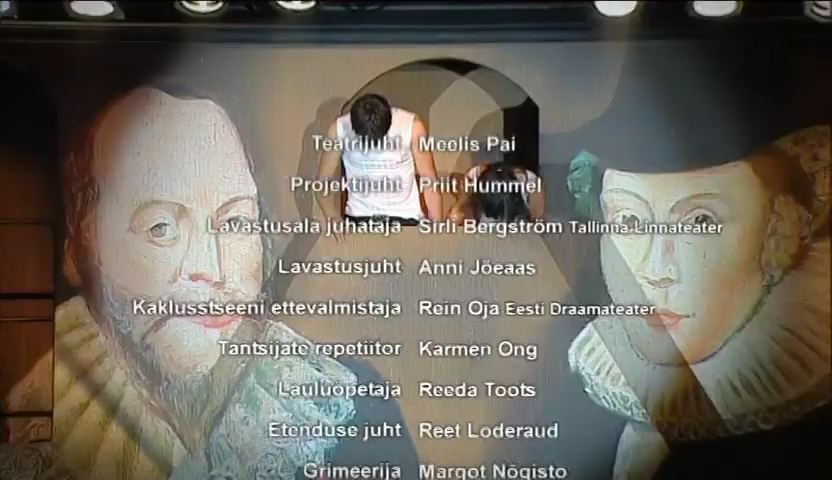 Teatrijuht Meelis Pai
Projektijuht Priit Hummel
Lavastusala juhataja Sirli Bergström Tallinna Linnateater
Lavastusjuht Anni Jõeaas
Kaklusstseeni ettevalmistaja Rein Oja Eesti Draamateater
Tantsijate repetiitor Karmen Ong
Lauluõpetaja Reeda Toots
Etenduse juht Reet Loderaud
Grimeerija Margot Nõgisto